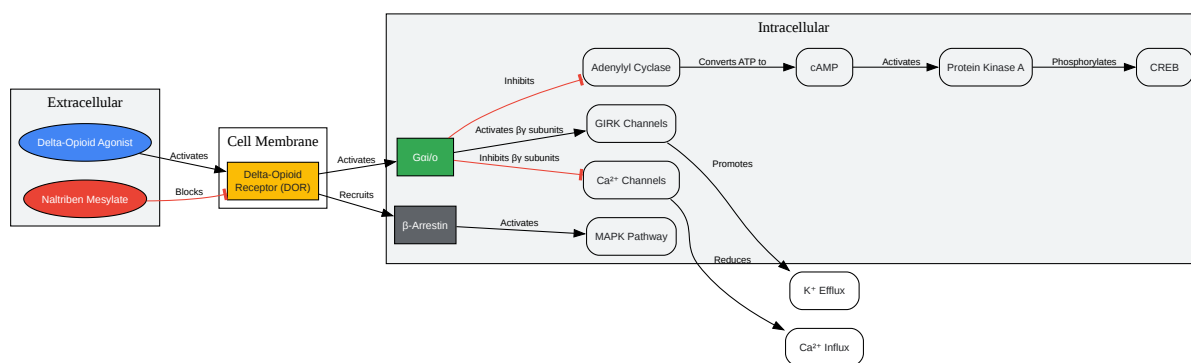 Extracellular
Delta-Opioid Agonist
Naltriben Mesylate
Activates
Blocks
Cell Membrane
Delta-Opioid
Receptor (DOR)
Activates
Recruits
Intracellular
Gαi/o
β-Arrestin
Inhibits
Activates βγ subunits
Inhibits βγ subunits
Activates
Adenylyl Cyclase
GIRK Channels
Ca²⁺ Channels
MAPK Pathway
Converts ATP to
cAMP
Activates
Protein Kinase A
Phosphorylates
CREB
Promotes
Reduces
K⁺ Efflux
Ca²⁺ Influx